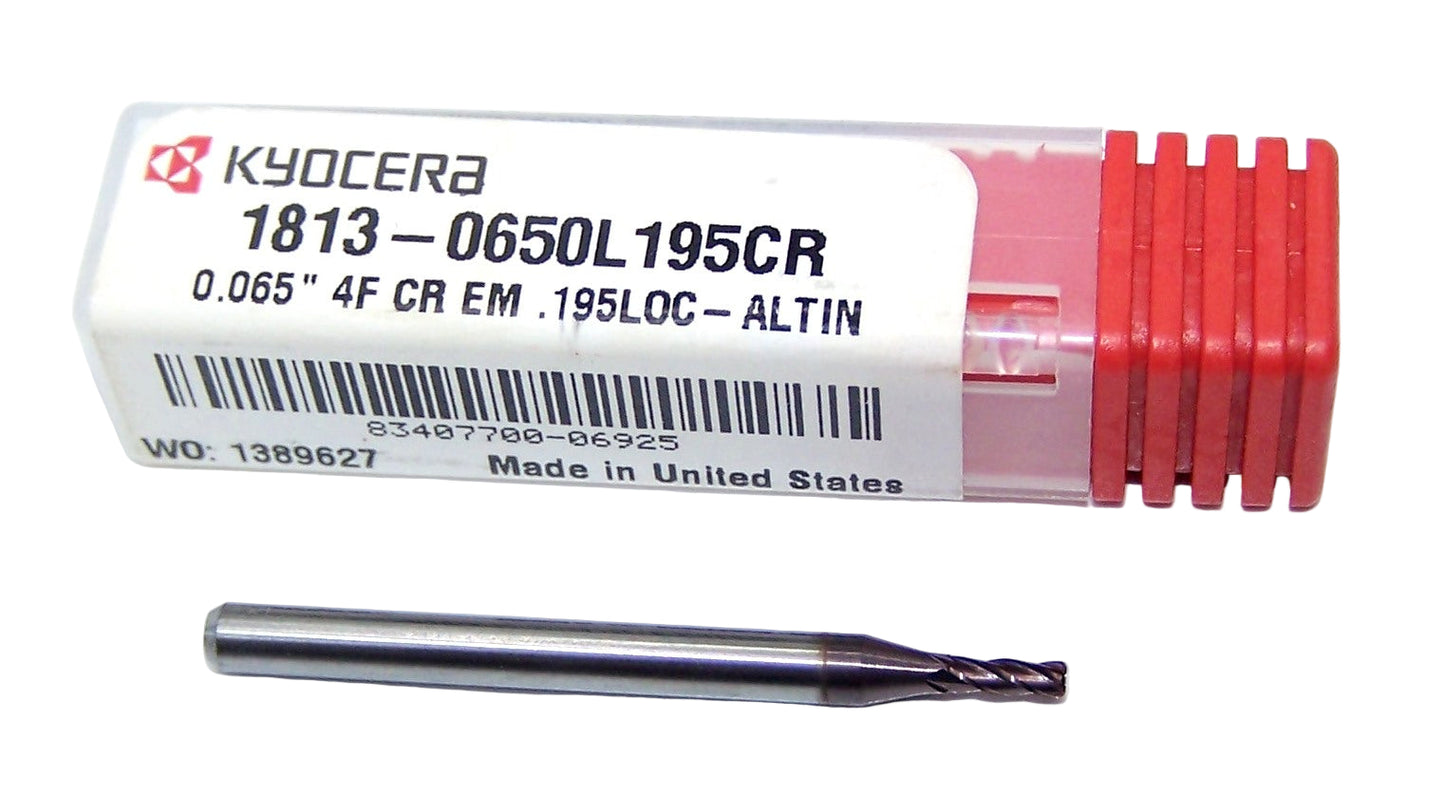 KYOCERA
1813-0650L195CR
0.065" 4F CR EM .195LOC-ALTIN
83407700-06925
WO: 1389627 Made in United States